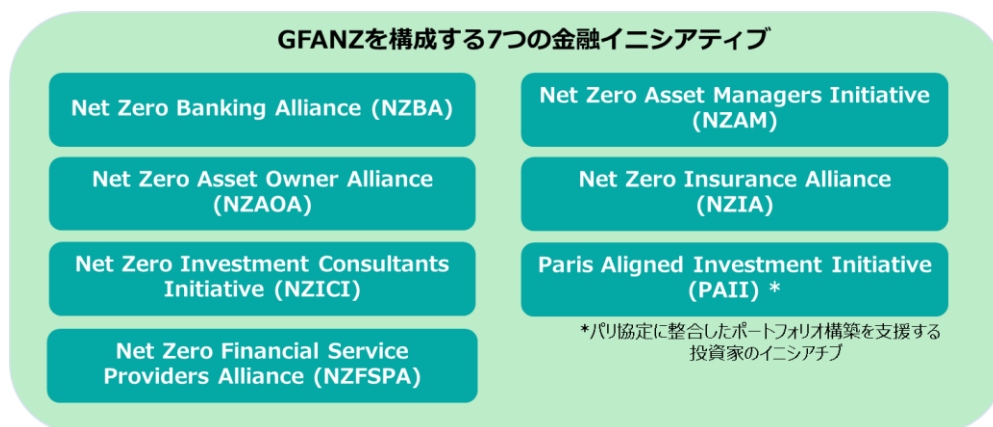 GFANZを構成する7つの金融イニシアティブ
Net Zero Banking Alliance (NZBA)
Net Zero Asset Managers Initiative
(NZAM)
Net Zero Asset Owner Alliance
(NZAOA)
Net Zero Insurance Alliance
(NZIA)
Net Zero Investment Consultants
Initiative (NZICI)
Paris Aligned Investment Initiative
(PAII) *
*パリ協定に整合したポートフォリオ構築を支援する
投資家のイニシアチブ
Net Zero Financial Service
Providers Alliance (NZFSPA)